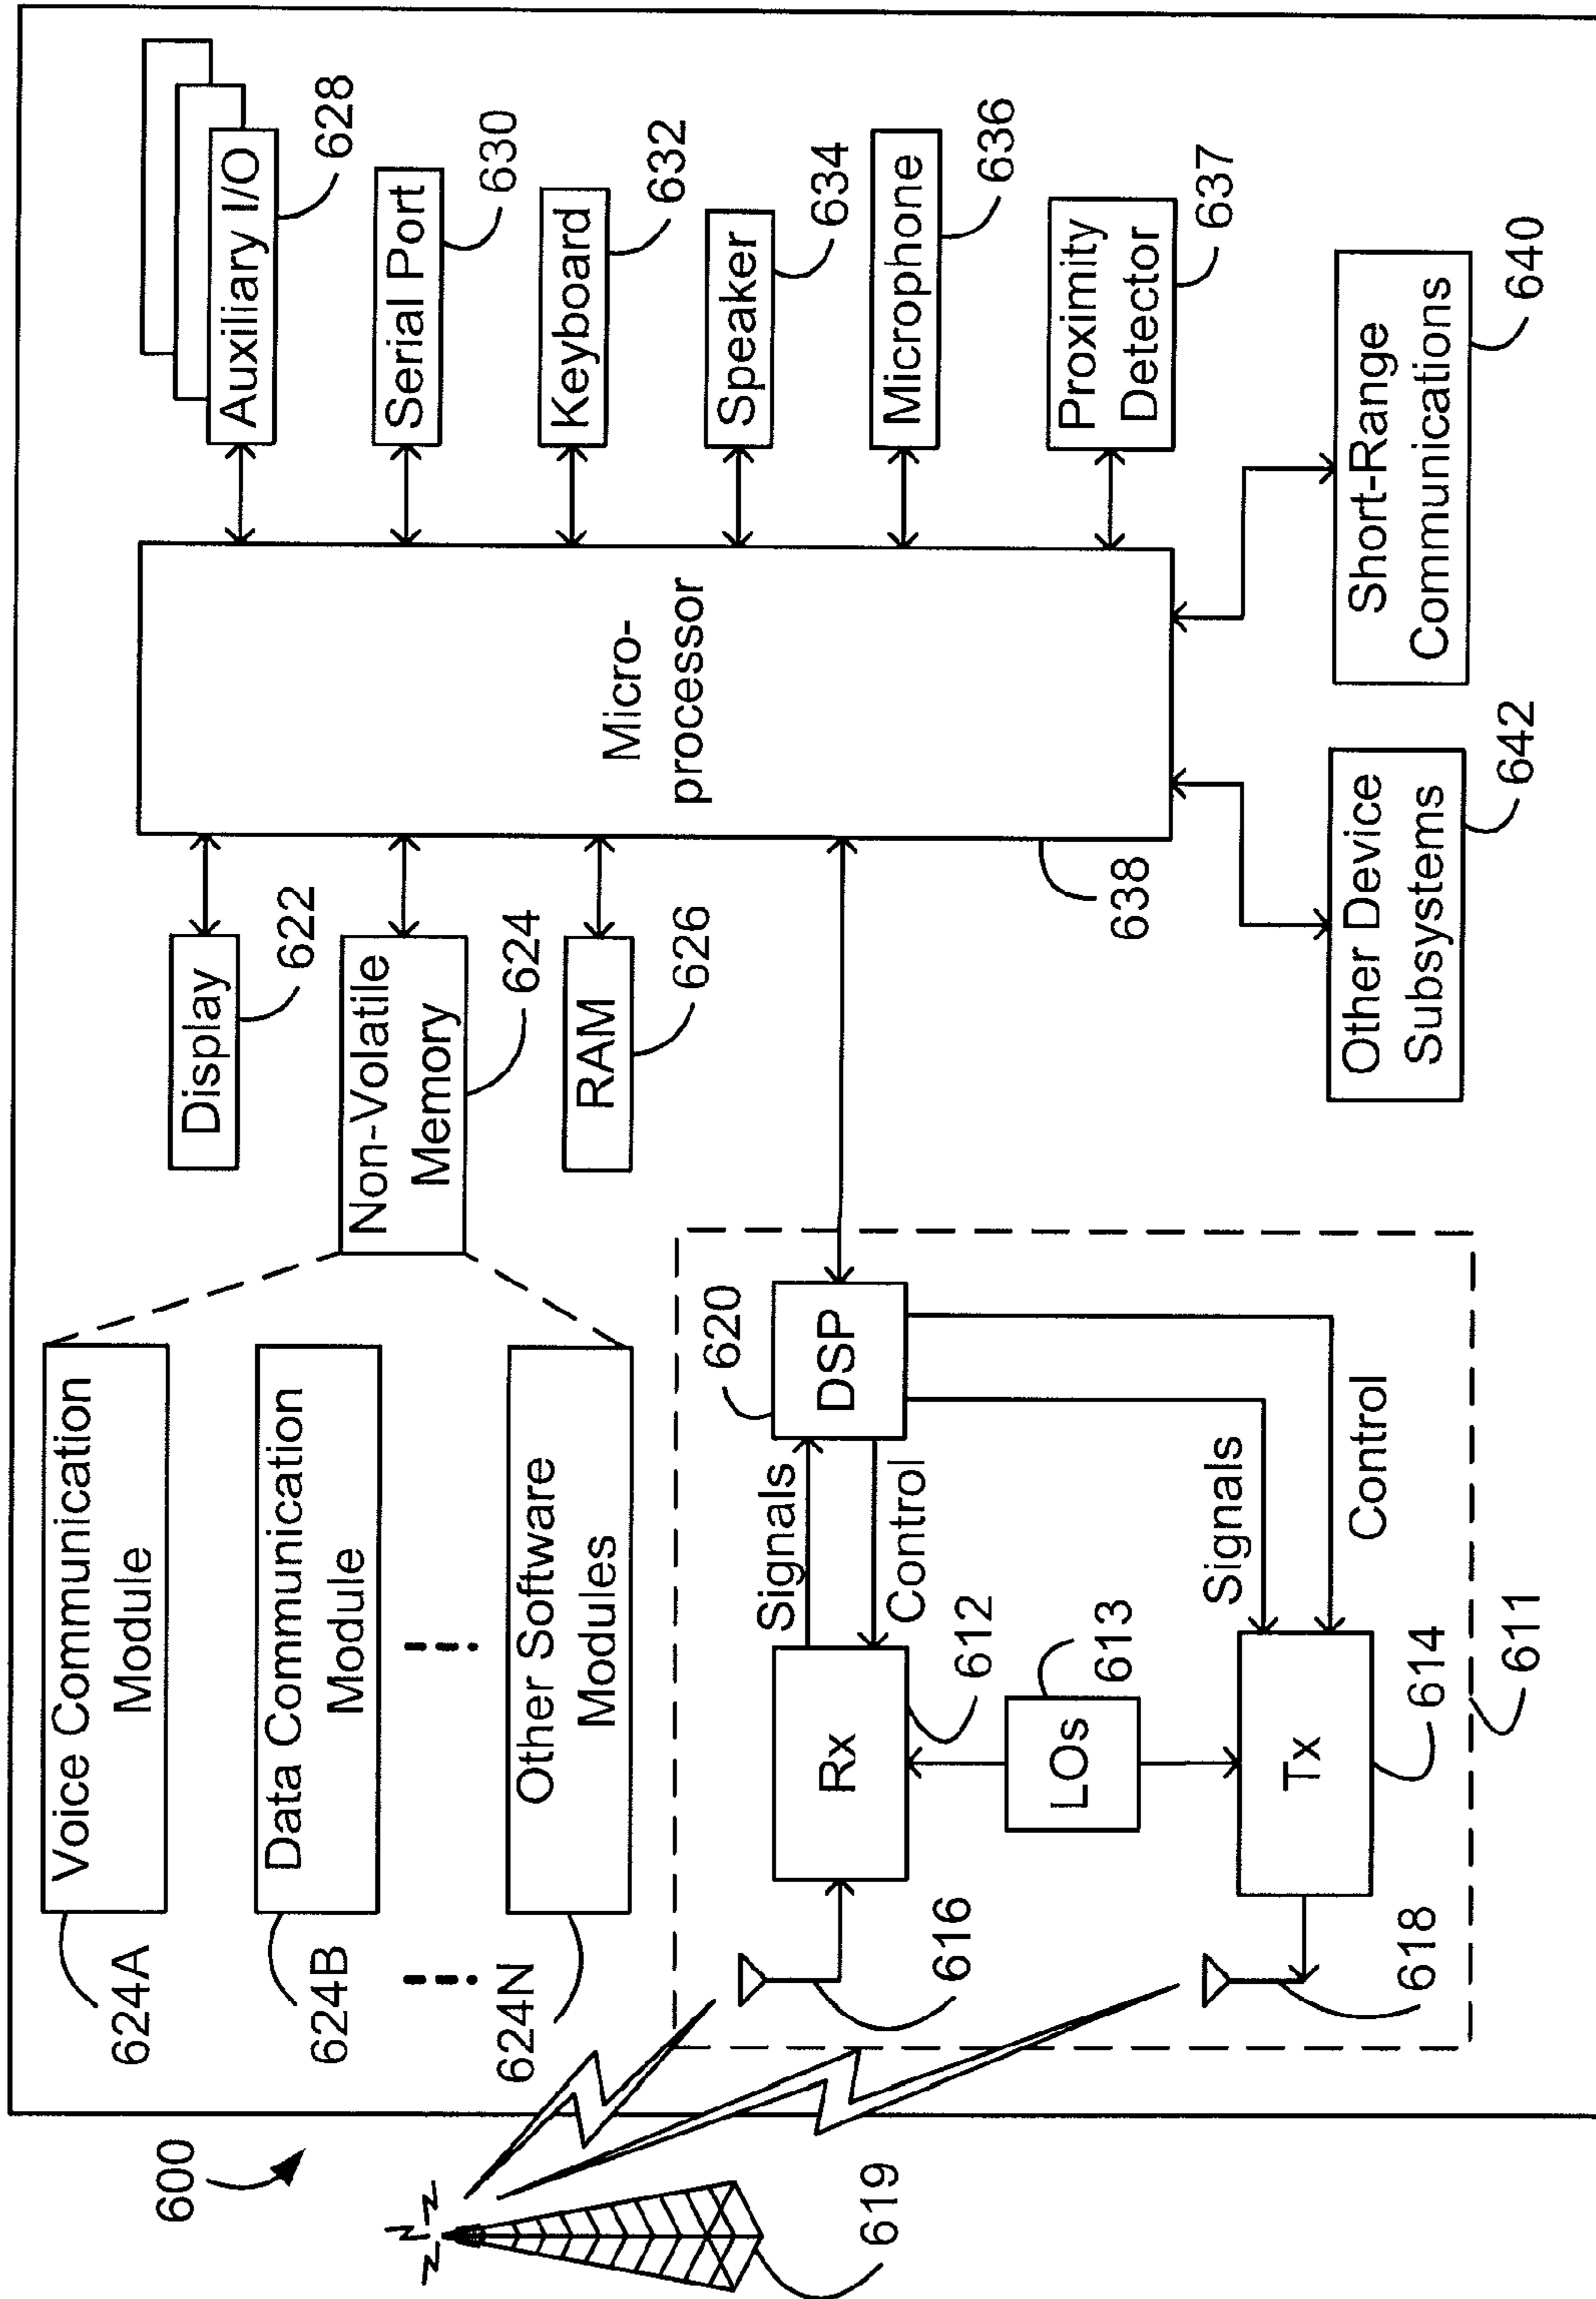 600
619
Voice Communication
Module
624A
Data Communication
Module
624B
Other Software
Modules
624N
Display
622
Non-Volatile
Memory
624
RAM
626
Micro-
processor
638
Auxiliary I/O
628
Serial Port
630
Keyboard
632
Speaker
634
Microphone
636
Proximity
Detector
637
Short-Range
Communications
640
Other Device
Subsystems
642
DSP
620
Signals
Control
Rx
612
616
LOs
613
Signals
Control
Tx
614
618
611